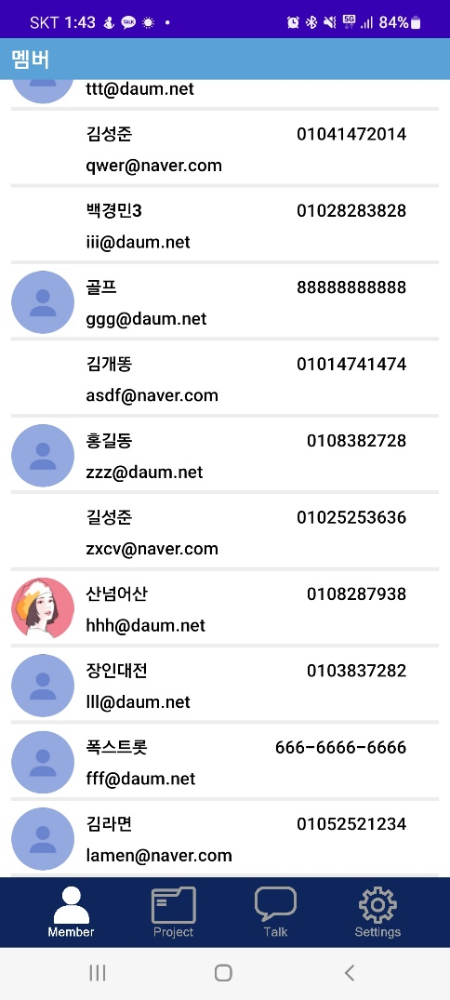 SKT 1:43 TALK 5G 84%
멤버
ttt@daum.net
김성준 01041472014
qwer@naver.com
백경민3 01028283828
iii@daum.net
골프 88888888888
ggg@daum.net
김개똥 01014741474
asdf@naver.com
홍길동 0108382728
zzz@daum.net
길성준 01025253636
zxcv@naver.com
산넘어산 0108287938
hhh@daum.net
장인대전 0103837282
lll@daum.net
폭스트롯 666-6666-6666
fff@daum.net
김라면 01052521234
lamen@naver.com
Member Project Talk Settings